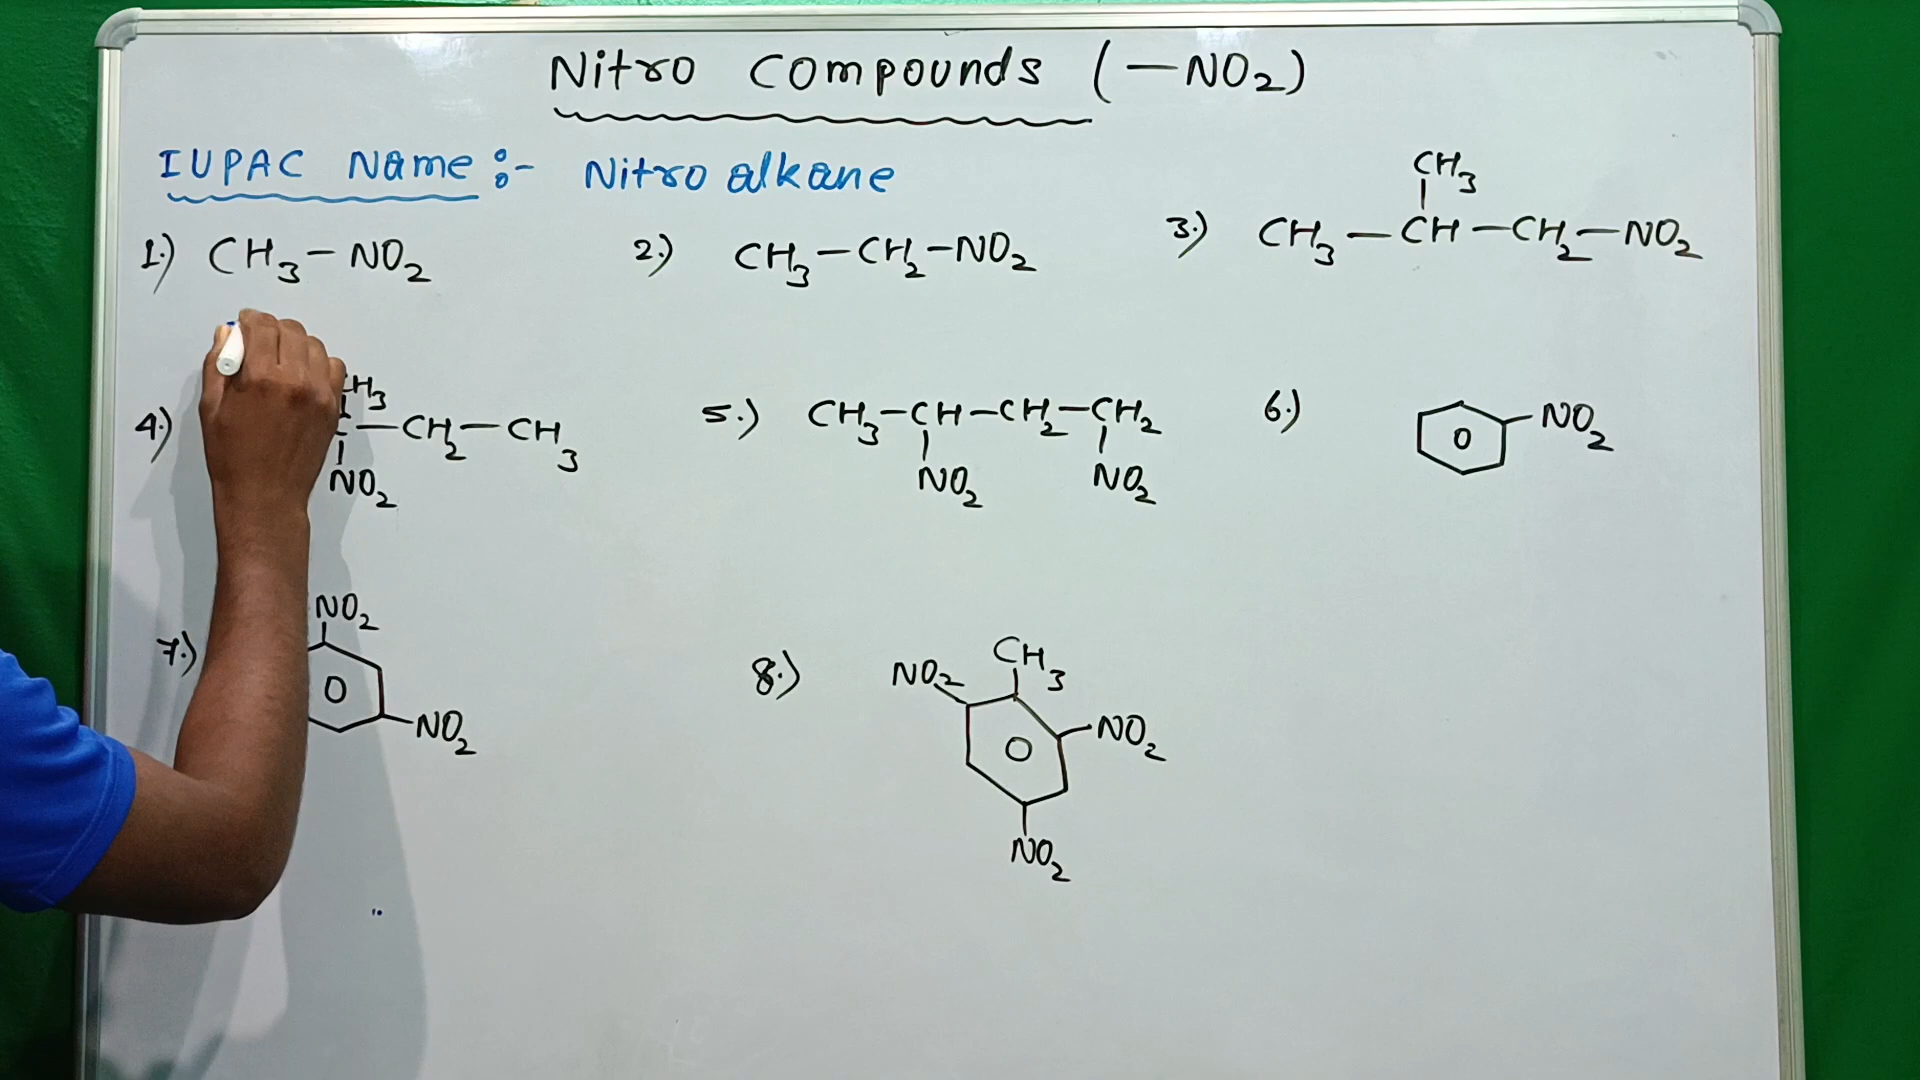 Nitro Compounds (—NO₂)
IUPAC Name :- Nitro alkane
1.) CH₃—NO₂
2.) CH₃—CH₂—NO₂
3.) CH₃—CH—CH₂—NO₂
CH₃
4.) —CH₂—CH₃
NO₂
5.) CH₃—CH—CH₂—CH₂
NO₂ NO₂
6.) —NO₂
7.) NO₂
—NO₂
8.) NO₂ CH₃
—NO₂
NO₂